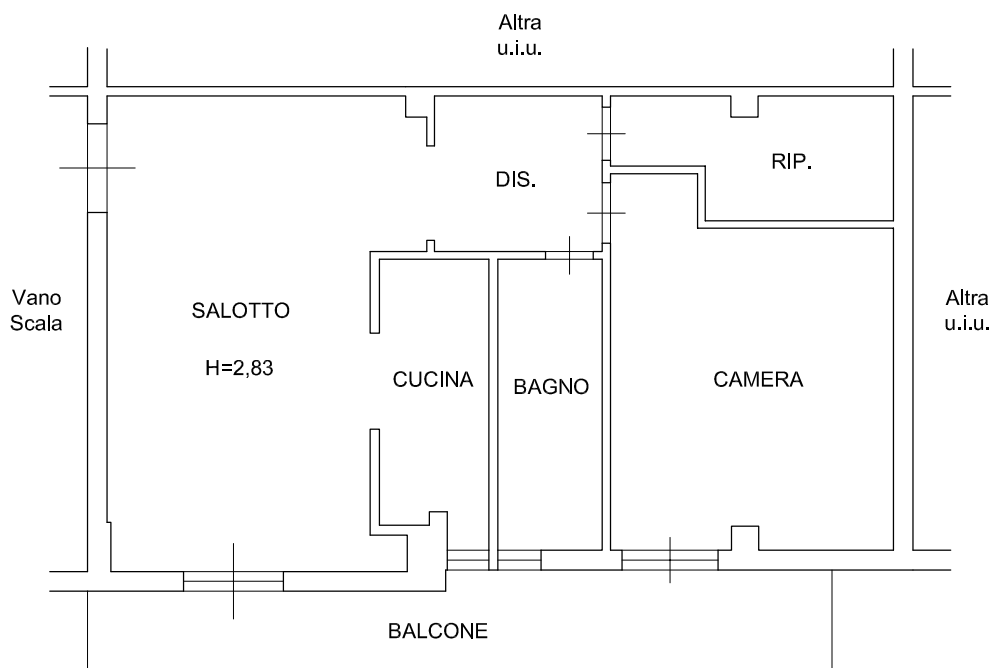 Altra
u.i.u.
RIP.
DIS.
Vano
Scala
SALOTTO
H=2,83
Altra
u.i.u.
CUCINA
BAGNO
CAMERA
BALCONE